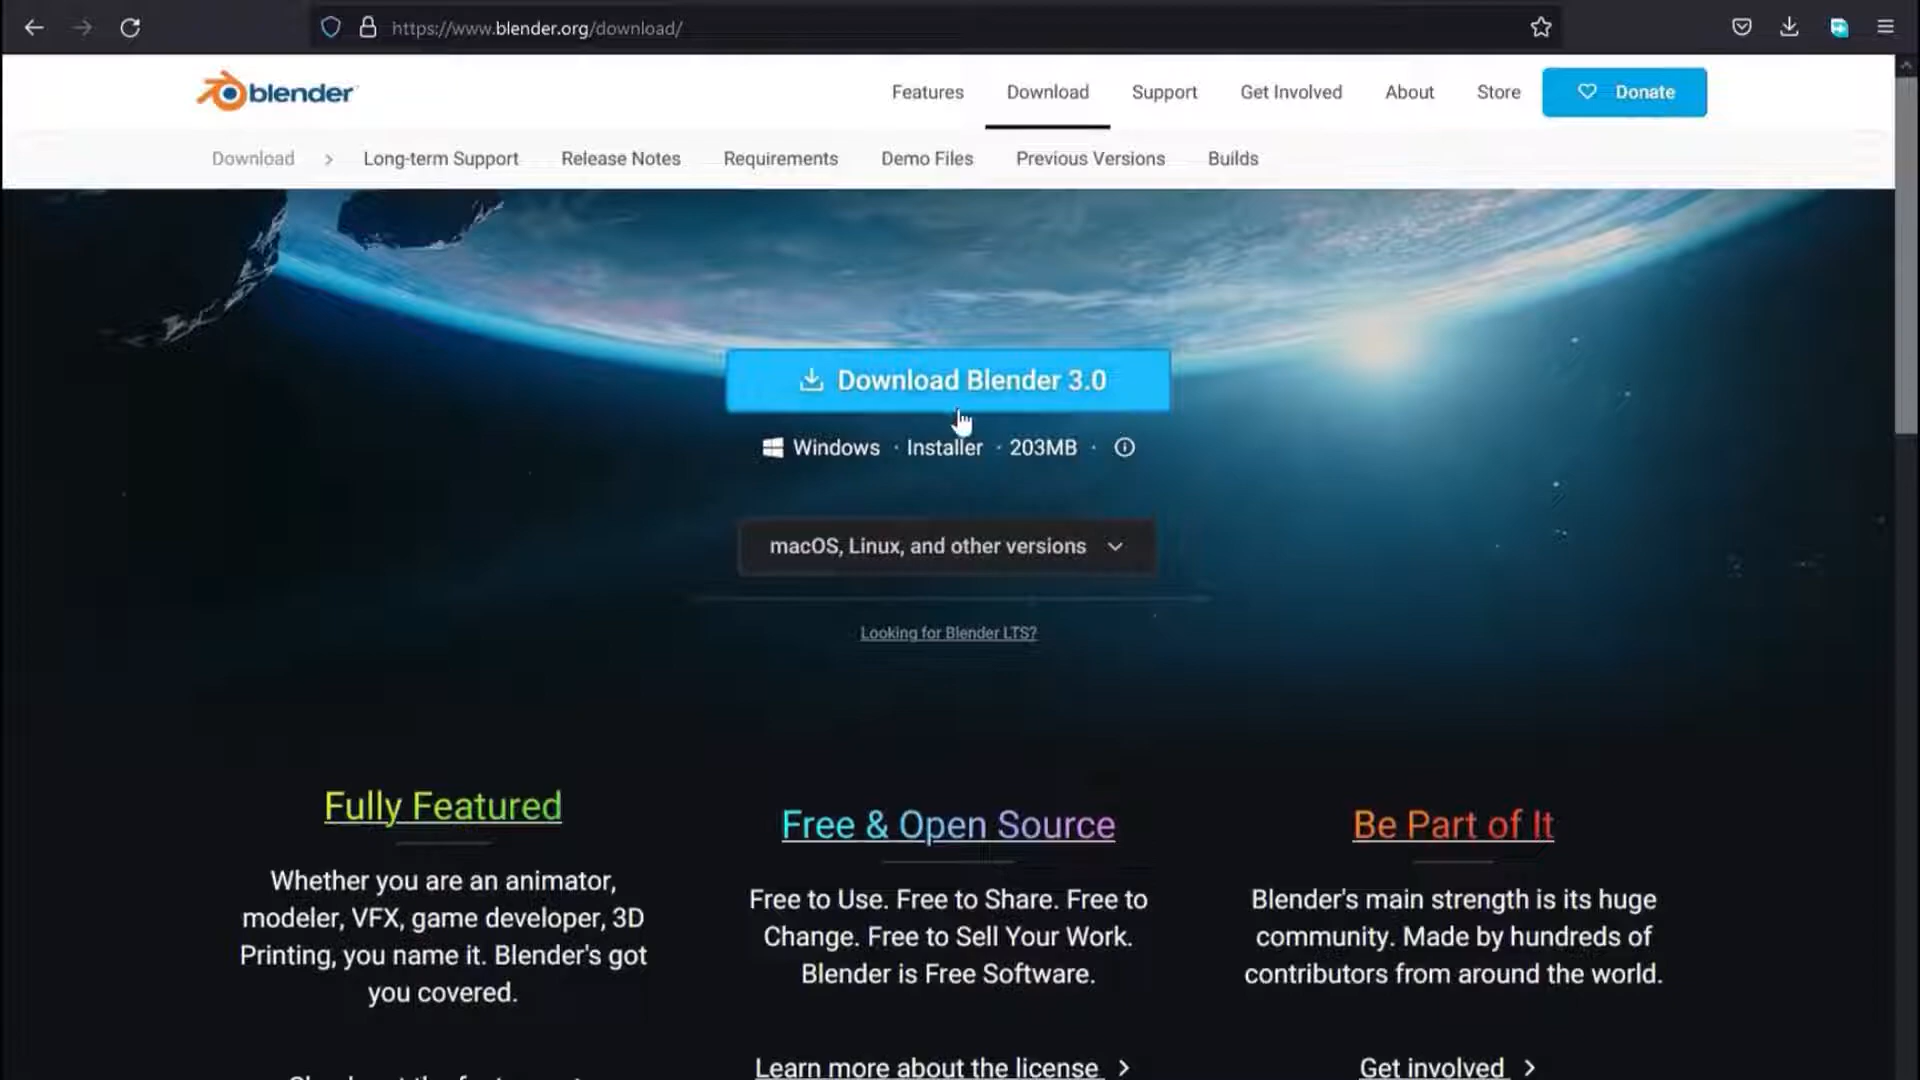 https://www.blender.org/download/
blender
Features
Download
Support
Get Involved
About
Store
Donate
Download
Long-term Support
Release Notes
Requirements
Demo Files
Previous Versions
Builds
Download Blender 3.0
Windows · Installer · 203MB ·
macOS, Linux, and other versions
Looking for Blender LTS?
Fully Featured
Whether you are an animator,
modeler, VFX, game developer, 3D
Printing, you name it. Blender's got
you covered.
Free & Open Source
Free to Use. Free to Share. Free to
Change. Free to Sell Your Work.
Blender is Free Software.
Learn more about the license
Be Part of It
Blender's main strength is its huge
community. Made by hundreds of
contributors from around the world.
Get involved